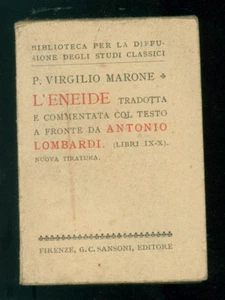 BIBLIOTECA PER LA DIFFU-
SIONE DEGLI STUDI CLASSICI
P. VIRGILIO MARONE
L'ENEIDE TRADOTTA
E COMMENTATA COL TESTO
A FRONTE DA ANTONIO
LOMBARDI. (LIBRI IX-X).
NUOVA TIRATURA.
FIRENZE, G. C. SANSONI, EDITORE